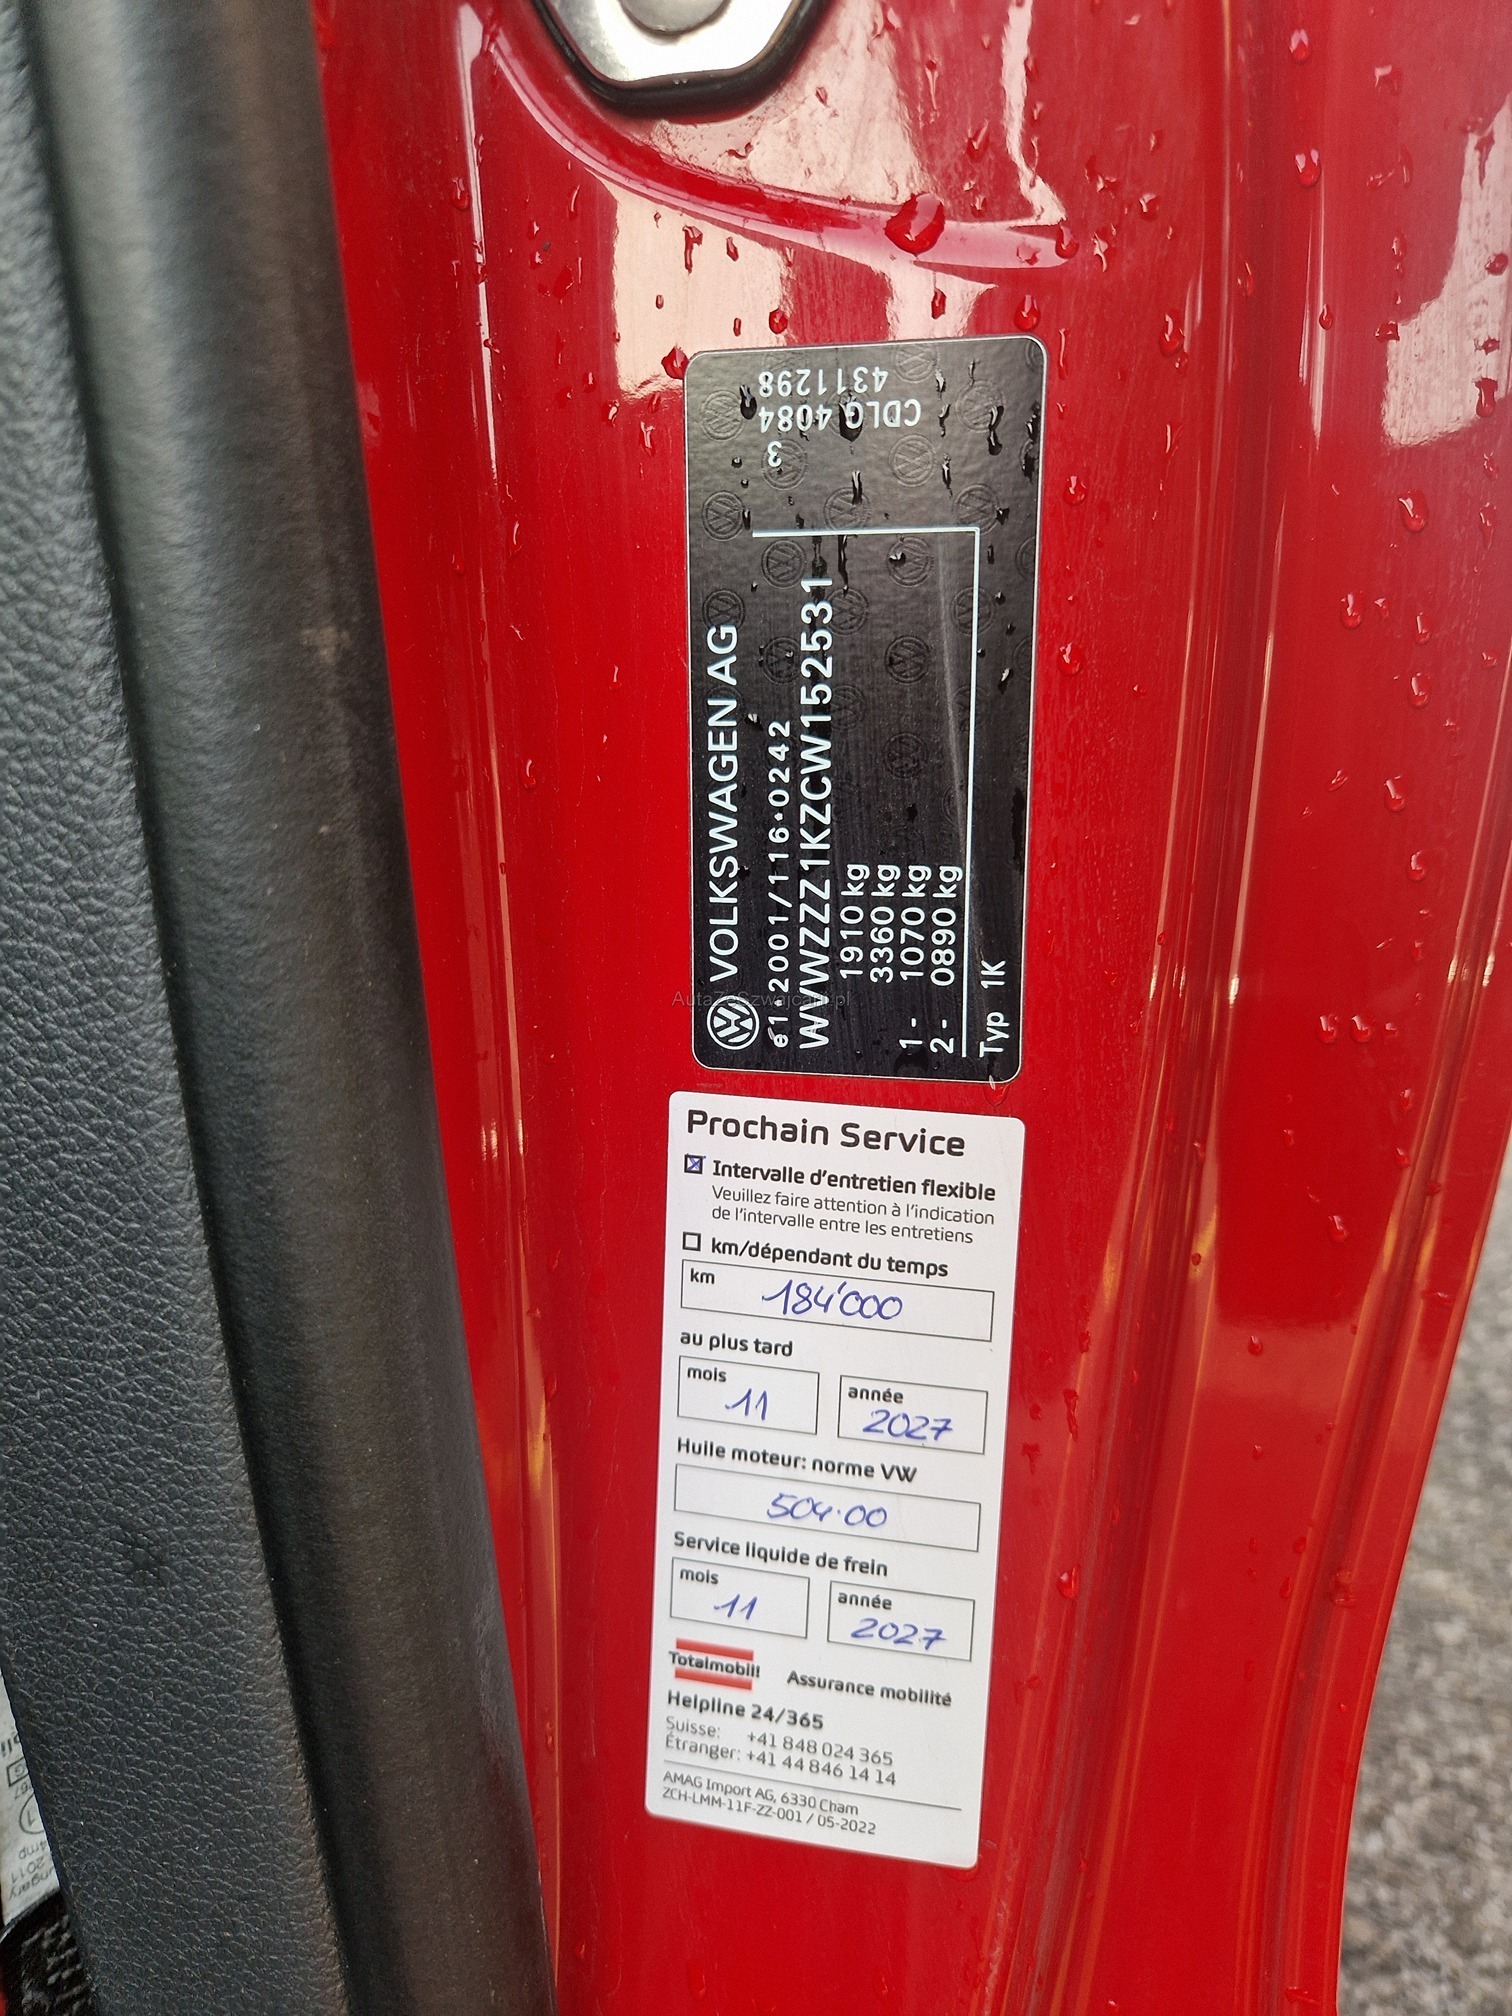 4311298
CDLG 4084
3
VOLKSWAGEN AG
e1*2001/116*0242
WVWZZZ1KZCW152531
1910 kg
3360 kg
1- 1070 kg
2- 0890 kg
Typ 1K
AutaZeSzwajcarii.pl
Prochain Service
Intervalle d'entretien flexible
Veuillez faire attention à l'indication
de l'intervalle entre les entretiens
km/dépendant du temps
km
184'000
au plus tard
mois
11
année
2027
Huile moteur: norme VW
504.00
Service liquide de frein
mois
11
année
2027
Totalmobil!
Assurance mobilité
Helpline 24/365
Suisse: +41 848 024 365
Étranger: +41 44 846 14 14
AMAG Import AG, 6330 Cham
ZCH-LMM-11F-ZZ-001 / 05-2022
2011